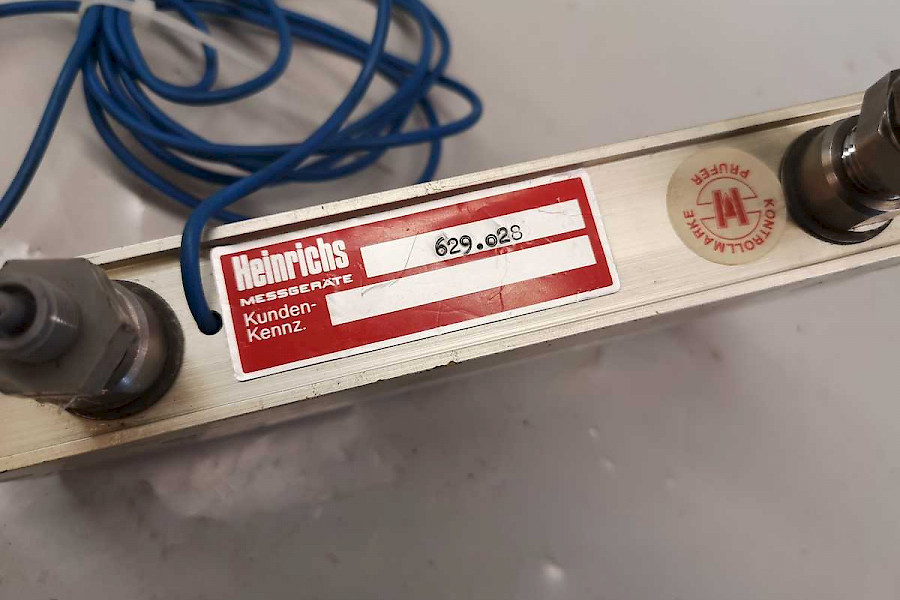 Heinrichs
MESSGERÄTE
629.028
Kunden-
Kennz.
PRÜFER
KONTROLLMARKE